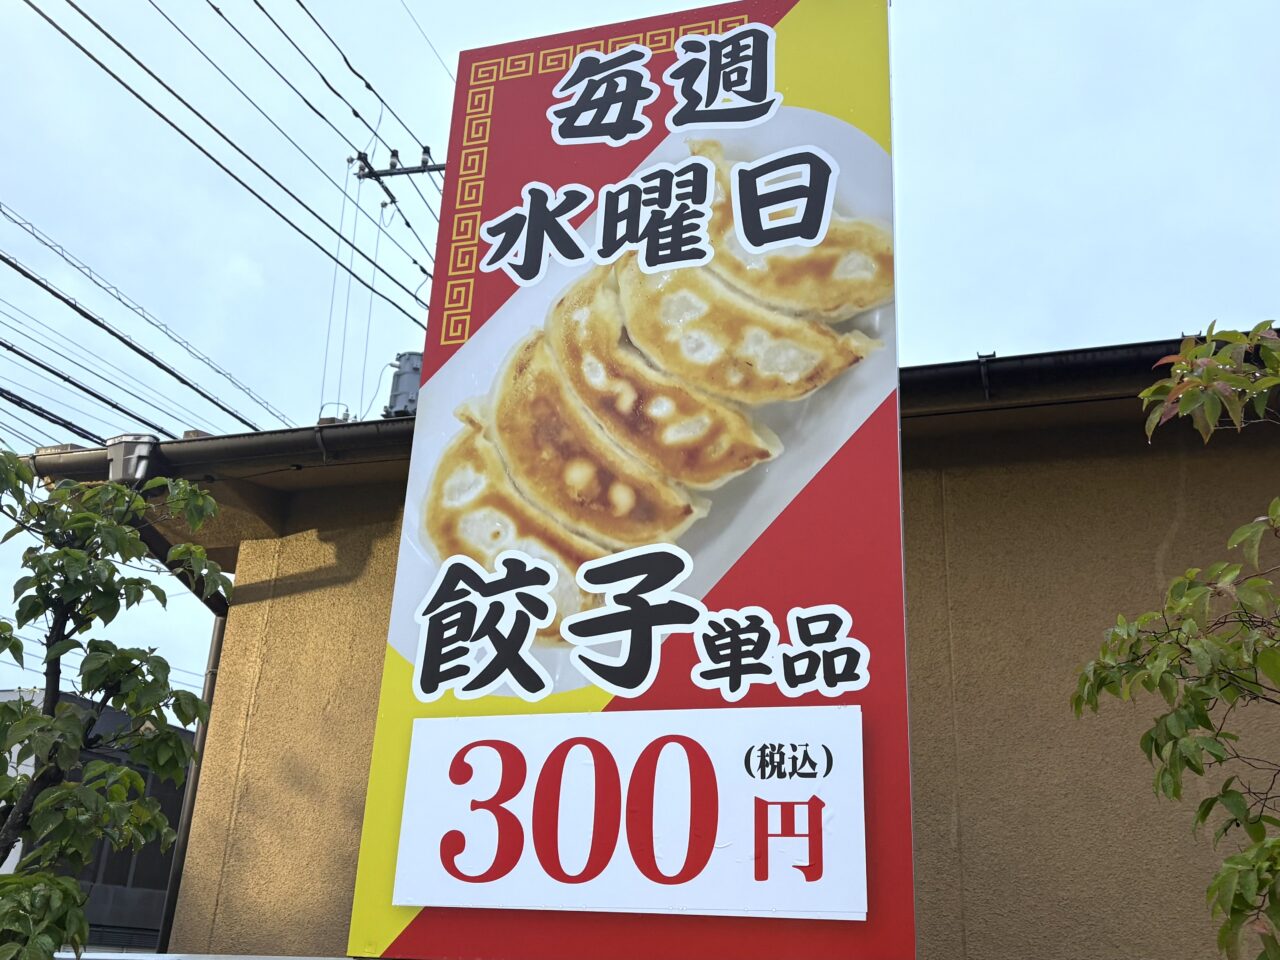 毎週
水曜日
餃子単品
300円
(税込)